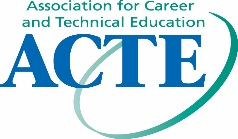 Association for Career
and Technical Education
ACTE